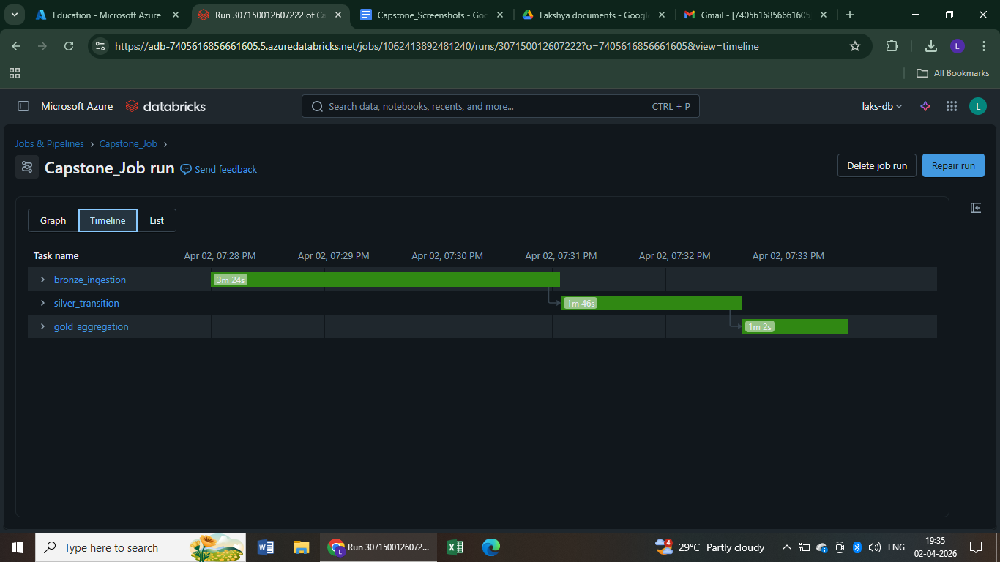 Education - Microsoft Azure
Run 307150012607222 of Ca
Capstone_Screenshots - Goo
Lakshya documents - Google
Gmail - [7405616856661605]
https://adb-7405616856661605.5.azuredatabricks.net/jobs/1062413892481240/runs/307150012607222?o=7405616856661605&view=timeline
L
All Bookmarks
Microsoft Azure databricks
Search data, notebooks, recents, and more... CTRL + P
laks-db
L
Jobs & Pipelines › Capstone_Job ›
Capstone_Job run
Send feedback
Delete job run
Repair run
Graph Timeline List
Task name Apr 02, 07:28 PM Apr 02, 07:29 PM Apr 02, 07:30 PM Apr 02, 07:31 PM Apr 02, 07:32 PM Apr 02, 07:33 PM
bronze_ingestion 3m 24s
silver_transition 1m 46s
gold_aggregation 1m 2s
Type here to search
L
Run 3071500126072...
4
29°C Partly cloudy
ENG
19:35
02-04-2026